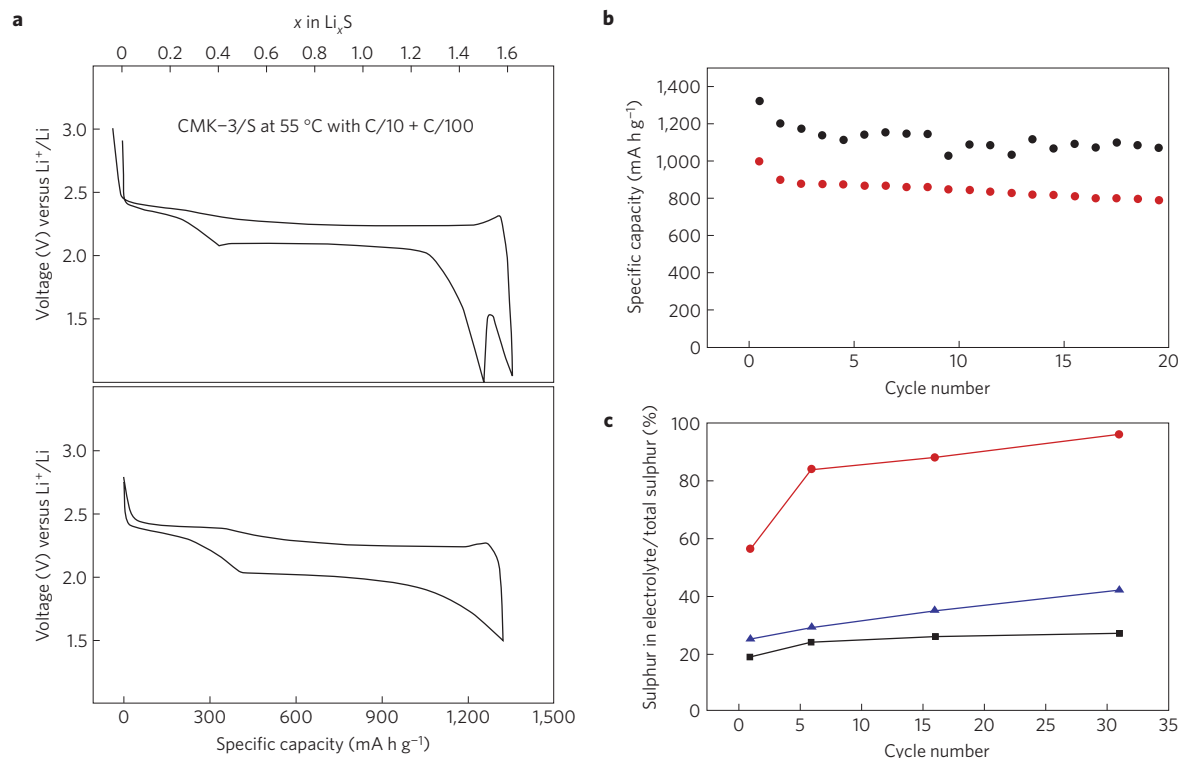 a
x in LiₓS
0 0.2 0.4 0.6 0.8 1.0 1.2 1.4 1.6
CMK–3/S at 55 °C with C/10 + C/100
3.0
2.5
2.0
1.5
Voltage (V) versus Li⁺/Li
3.0
2.5
2.0
1.5
Voltage (V) versus Li⁺/Li
0 300 600 900 1,200 1,500
Specific capacity (mA h g⁻¹)
b
1,400
1,200
1,000
800
600
400
200
0
Specific capacity (mA h g⁻¹)
0 5 10 15 20
Cycle number
c
100
80
60
40
20
0
Sulphur in electrolyte/total sulphur (%)
0 5 10 15 20 25 30 35
Cycle number